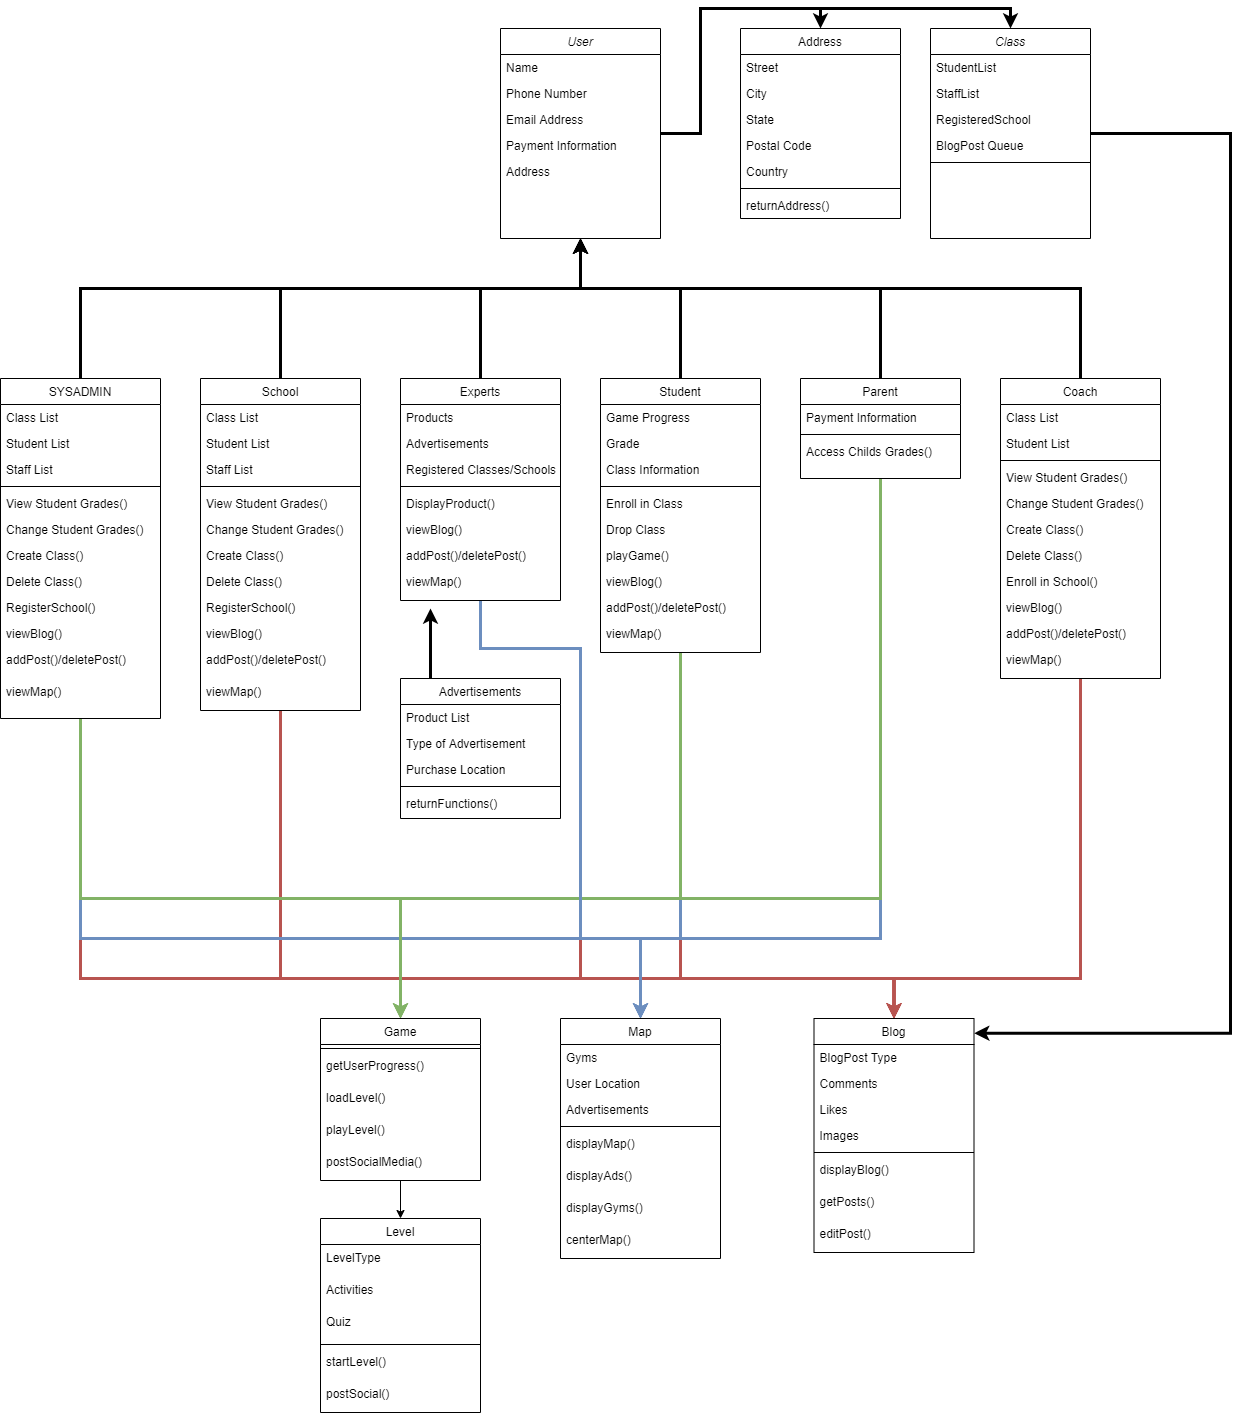 User
Name
Phone Number
Email Address
Payment Information
Address
Address
Street
City
State
Postal Code
Country
returnAddress()
Class
StudentList
StaffList
RegisteredSchool
BlogPost Queue
SYSADMIN
Class List
Student List
Staff List
View Student Grades()
Change Student Grades()
Create Class()
Delete Class()
RegisterSchool()
viewBlog()
addPost()/deletePost()
viewMap()
School
Class List
Student List
Staff List
View Student Grades()
Change Student Grades()
Create Class()
Delete Class()
RegisterSchool()
viewBlog()
addPost()/deletePost()
viewMap()
Experts
Products
Advertisements
Registered Classes/Schools
DisplayProduct()
viewBlog()
addPost()/deletePost()
viewMap()
Student
Game Progress
Grade
Class Information
Enroll in Class
Drop Class
playGame()
viewBlog()
addPost()/deletePost()
viewMap()
Parent
Payment Information
Access Childs Grades()
Coach
Class List
Student List
View Student Grades()
Change Student Grades()
Create Class()
Delete Class()
Enroll in School()
viewBlog()
addPost()/deletePost()
viewMap()
Advertisements
Product List
Type of Advertisement
Purchase Location
returnFunctions()
Game
getUserProgress()
loadLevel()
playLevel()
postSocialMedia()
Map
Gyms
User Location
Advertisements
displayMap()
displayAds()
displayGyms()
centerMap()
Blog
BlogPost Type
Comments
Likes
Images
displayBlog()
getPosts()
editPost()
Level
LevelType
Activities
Quiz
startLevel()
postSocial()